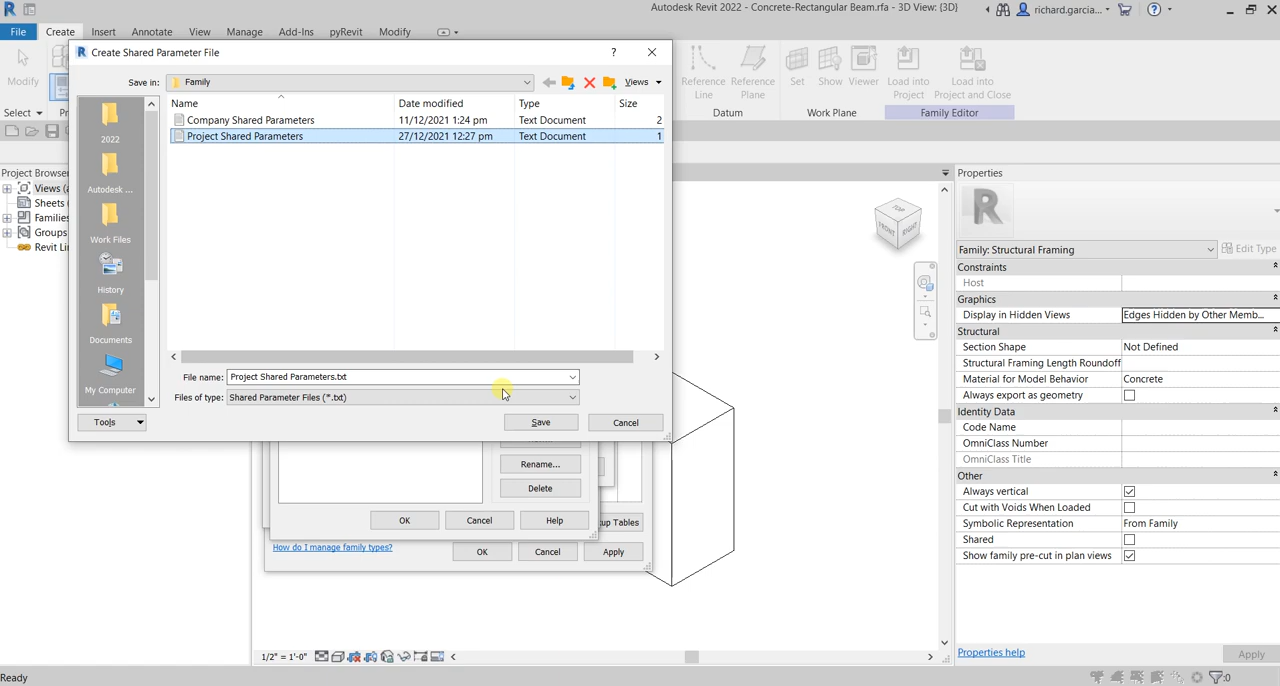 Autodesk Revit 2022 - Concrete-Rectangular Beam.rfa - 3D View: {3D}
richard.garcia...
File Create Insert Annotate View Manage Add-Ins pyRevit Modify
Modify
Select
Create Shared Parameter File
Save in: Family
Views
Name Date modified Type Size
Company Shared Parameters 11/12/2021 1:24 pm Text Document 2
Project Shared Parameters 27/12/2021 12:27 pm Text Document 1
2022
Autodesk ...
Work Files
History
Documents
My Computer
File name: Project Shared Parameters.txt
Files of type: Shared Parameter Files (*.txt)
Tools
Save
Cancel
Reference Line
Reference Plane
Set
Show
Viewer
Load into Project
Load into Project and Close
Datum
Work Plane
Family Editor
Project Browse
Views (a
Sheets
Families
Groups
Revit Li
Rename...
Delete
OK Cancel Help
up Tables
How do I manage family types?
OK Cancel Apply
TOP
FRONT
RIGHT
Properties
R
Family: Structural Framing
Edit Type
Constraints
Host
Graphics
Display in Hidden Views Edges Hidden by Other Memb...
Structural
Section Shape Not Defined
Structural Framing Length Roundoff
Material for Model Behavior Concrete
Always export as geometry
Identity Data
Code Name
OmniClass Number
OmniClass Title
Other
Always vertical
Cut with Voids When Loaded
Symbolic Representation From Family
Shared
Show family pre-cut in plan views
Properties help
Apply
1/2" = 1'-0"
Ready
:0